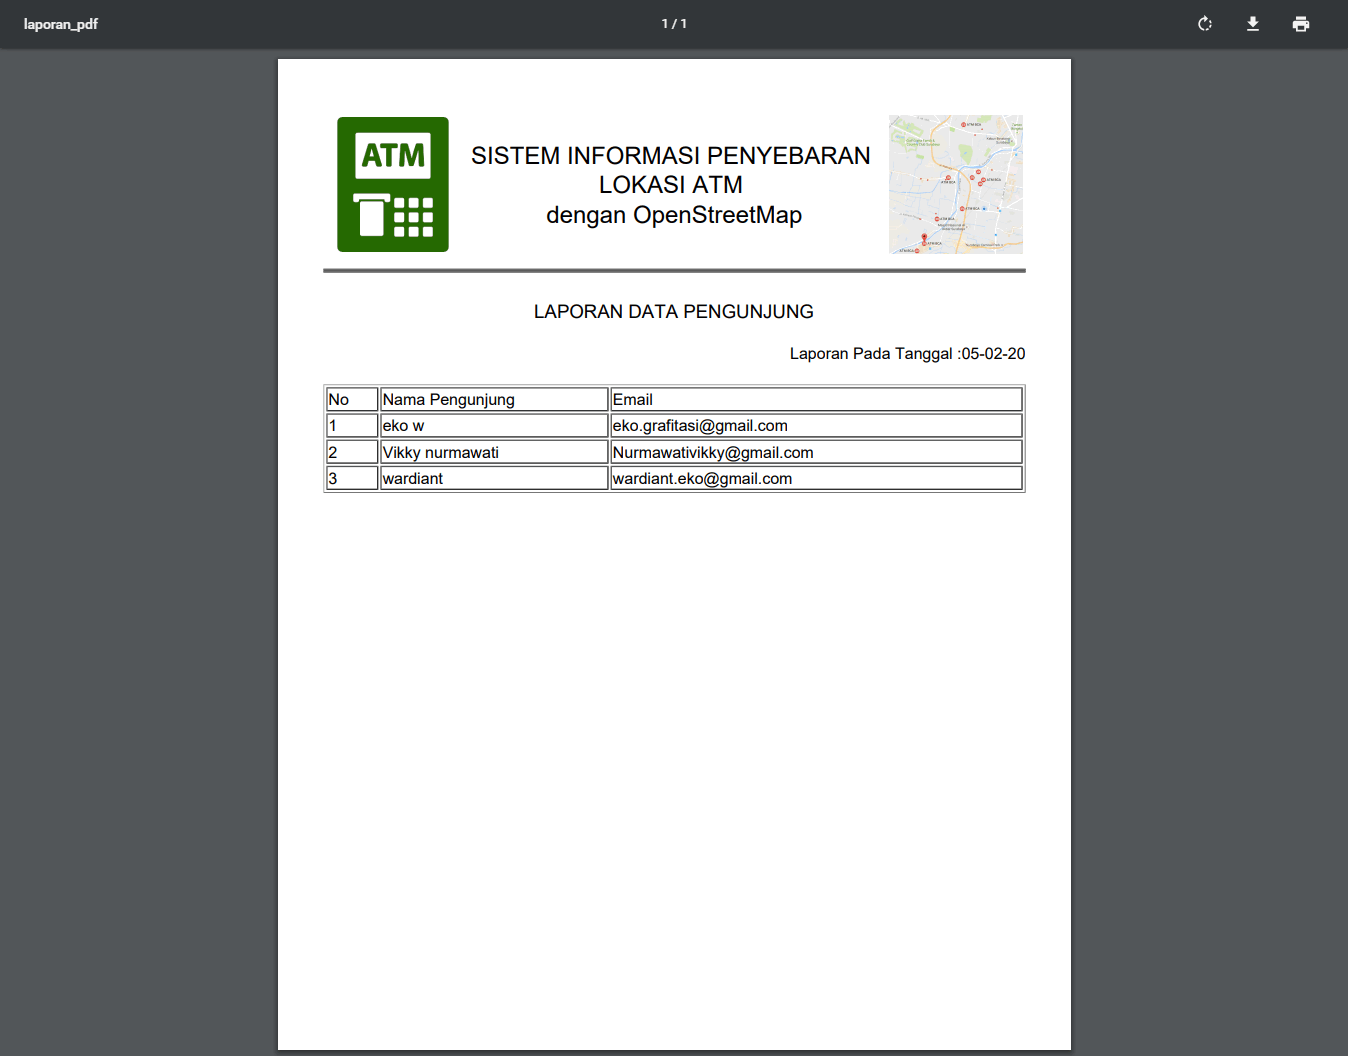 laporan_pdf
1 / 1
ATM
SISTEM INFORMASI PENYEBARAN
LOKASI ATM
dengan OpenStreetMap
LAPORAN DATA PENGUNJUNG
Laporan Pada Tanggal :05-02-20
No Nama Pengunjung Email
1 eko w eko.grafitasi@gmail.com
2 Vikky nurmawati Nurmawativikky@gmail.com
3 wardiant wardiant.eko@gmail.com